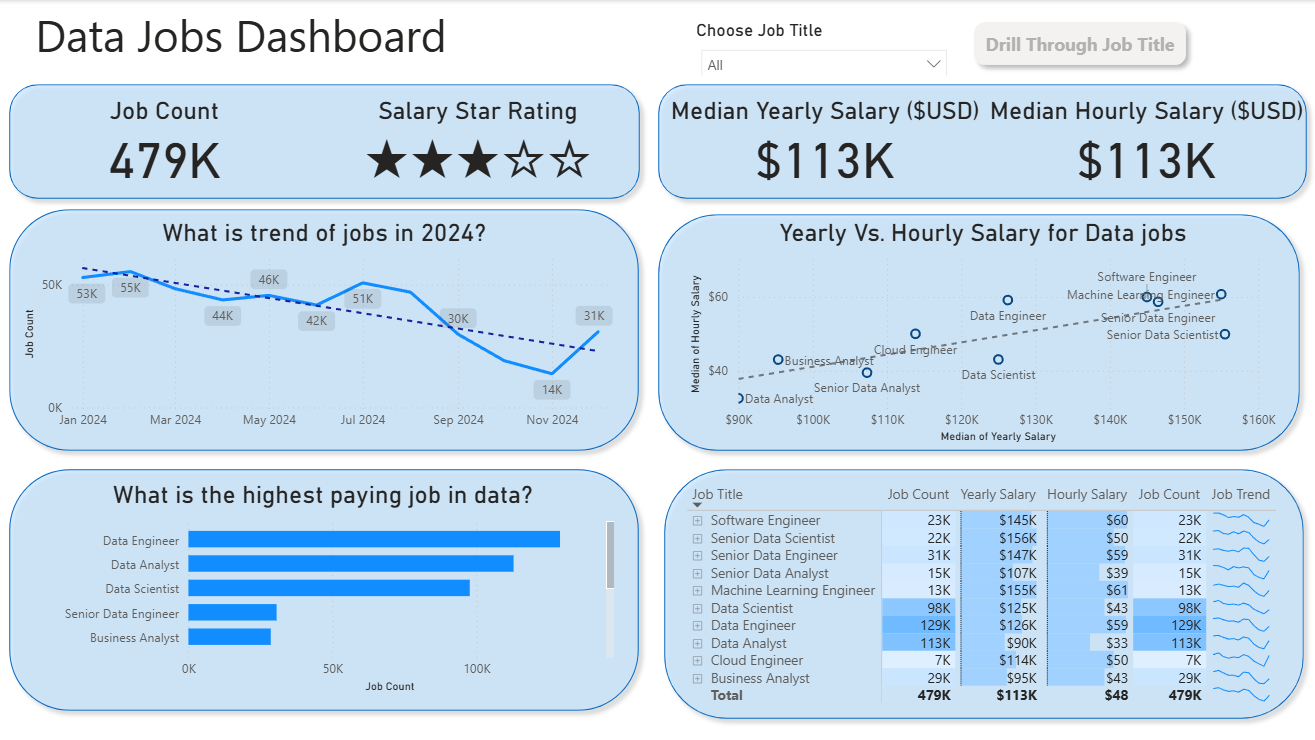 Data Jobs Dashboard
Choose Job Title
All
Drill Through Job Title
Job Count
479K
Salary Star Rating
★★★☆☆
Median Yearly Salary ($USD)
$113K
Median Hourly Salary ($USD)
$113K
What is trend of jobs in 2024?
Job Count
50K
0K
53K
55K
44K
46K
42K
51K
30K
14K
31K
Jan 2024
Mar 2024
May 2024
Jul 2024
Sep 2024
Nov 2024
Yearly Vs. Hourly Salary for Data jobs
Median of Hourly Salary
$60
$40
Software Engineer
Machine Learning Engineer
Data Engineer
Senior Data Engineer
Senior Data Scientist
Cloud Engineer
Business Analyst
Data Scientist
Senior Data Analyst
Data Analyst
$90K
$100K
$110K
$120K
$130K
$140K
$150K
$160K
Median of Yearly Salary
What is the highest paying job in data?
Data Engineer
Data Analyst
Data Scientist
Senior Data Engineer
Business Analyst
0K
50K
100K
Job Count
Job Title Job Count Yearly Salary Hourly Salary Job Count Job Trend
Software Engineer 23K $145K $60 23K
Senior Data Scientist 22K $156K $50 22K
Senior Data Engineer 31K $147K $59 31K
Senior Data Analyst 15K $107K $39 15K
Machine Learning Engineer 13K $155K $61 13K
Data Scientist 98K $125K $43 98K
Data Engineer 129K $126K $59 129K
Data Analyst 113K $90K $33 113K
Cloud Engineer 7K $114K $50 7K
Business Analyst 29K $95K $43 29K
Total 479K $113K $48 479K